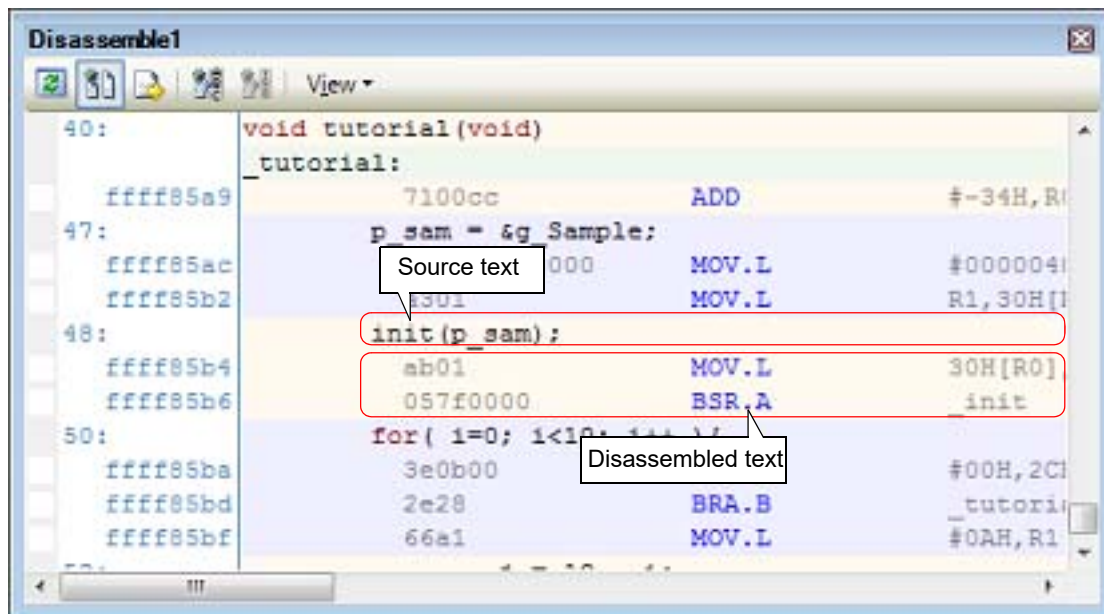 Disassemble1
View
40: void tutorial(void)
_tutorial:
ffff85a9 7100cc ADD #-34H,R
47: p_sam = &g_Sample;
ffff85ac 000 MOV.L #000004
Source text
ffff85b2 a301 MOV.L R1,30H[
48: init(p_sam);
ffff85b4 ab01 MOV.L 30H[R0]
ffff85b6 057f0000 BSR.A _init
50: for( i=0; i<10; i++ ){
Disassembled text
ffff85ba 3e0b00 #00H,2C
ffff85bd 2e28 BRA.B _tutori
ffff85bf 66a1 MOV.L #0AH,R1